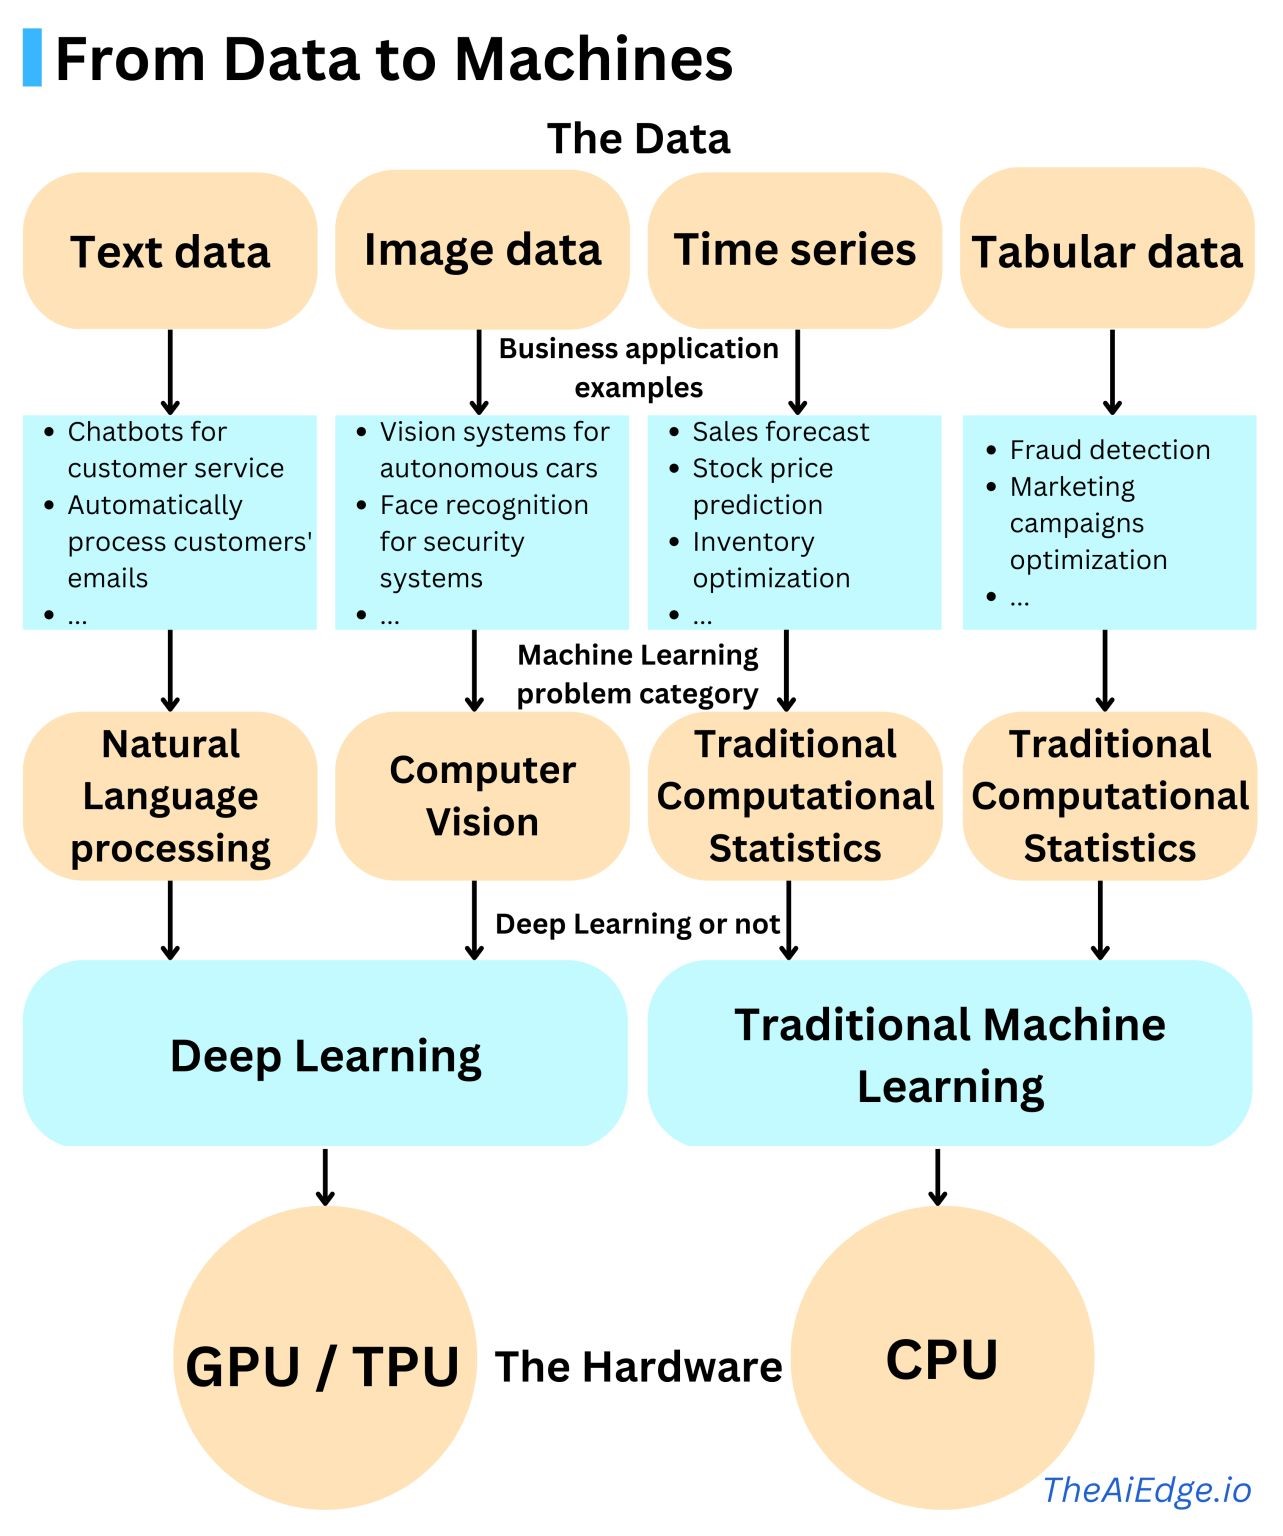 From Data to Machines
The Data
Text data
Image data
Time series
Tabular data
Business application
examples
• Chatbots for
customer service
• Automatically
process customers'
emails
• ...
• Vision systems for
autonomous cars
• Face recognition
for security
systems
• ...
• Sales forecast
• Stock price
prediction
• Inventory
optimization
• ...
• Fraud detection
• Marketing
campaigns
optimization
• ...
Machine Learning
problem category
Natural
Language
processing
Computer
Vision
Traditional
Computational
Statistics
Traditional
Computational
Statistics
Deep Learning or not
Deep Learning
Traditional Machine
Learning
GPU / TPU
The Hardware
CPU
TheAiEdge.io